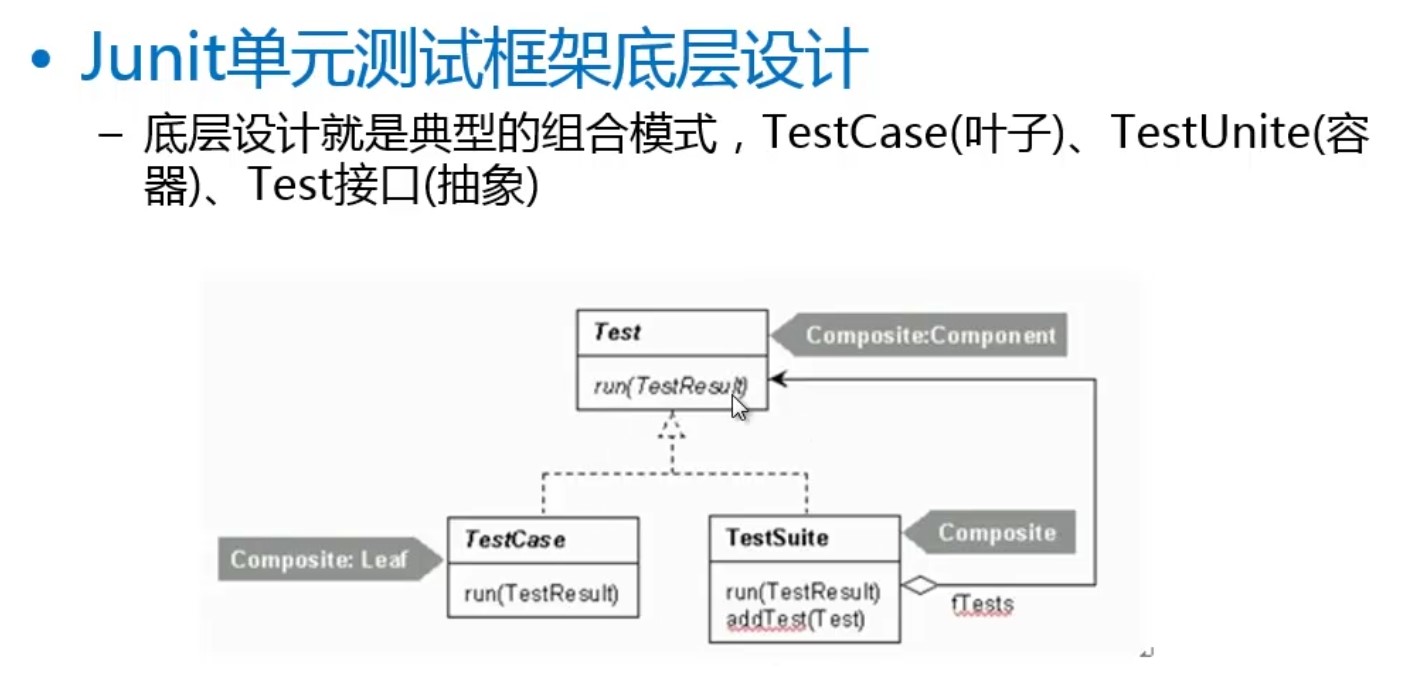 • Junit单元测试框架底层设计
– 底层设计就是典型的组合模式，TestCase(叶子)、TestUnite(容
器)、Test接口(抽象)
Test
Composite:Component
run(TestResult)
TestCase
TestSuite
Composite
Composite: Leaf
run(TestResult)
run(TestResult)
addTest(Test)
fTests